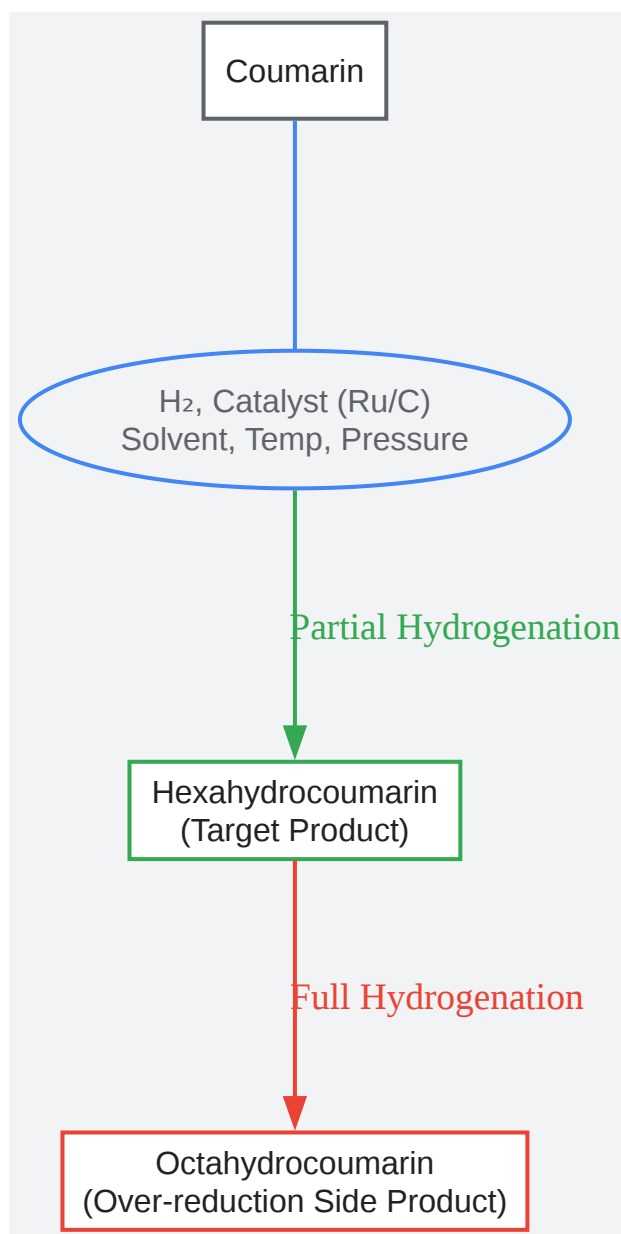 Coumarin
H₂, Catalyst (Ru/C)
Solvent, Temp, Pressure
Partial Hydrogenation
Hexahydrocoumarin
(Target Product)
Full Hydrogenation
Octahydrocoumarin
(Over-reduction Side Product)